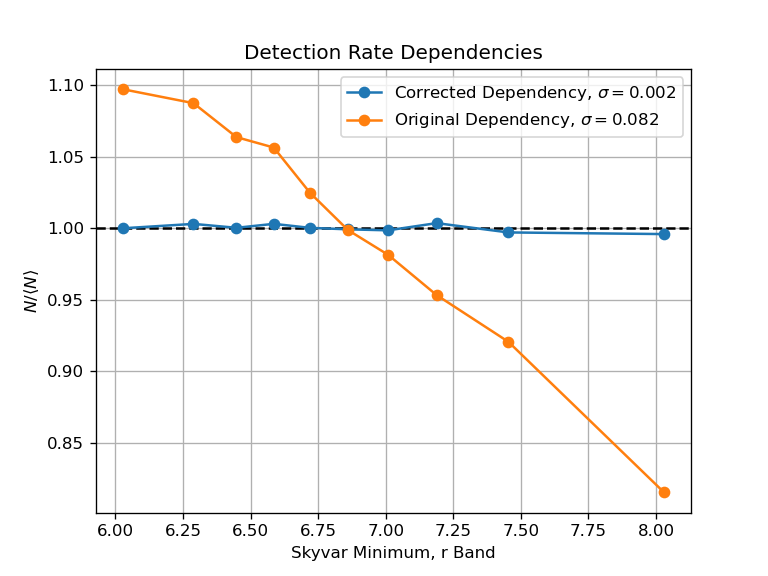 Detection Rate Dependencies
Corrected Dependency, σ = 0.002
Original Dependency, σ = 0.082
1.10
1.05
1.00
0.95
0.90
0.85
N/⟨N⟩
6.00 6.25 6.50 6.75 7.00 7.25 7.50 7.75 8.00
Skyvar Minimum, r Band